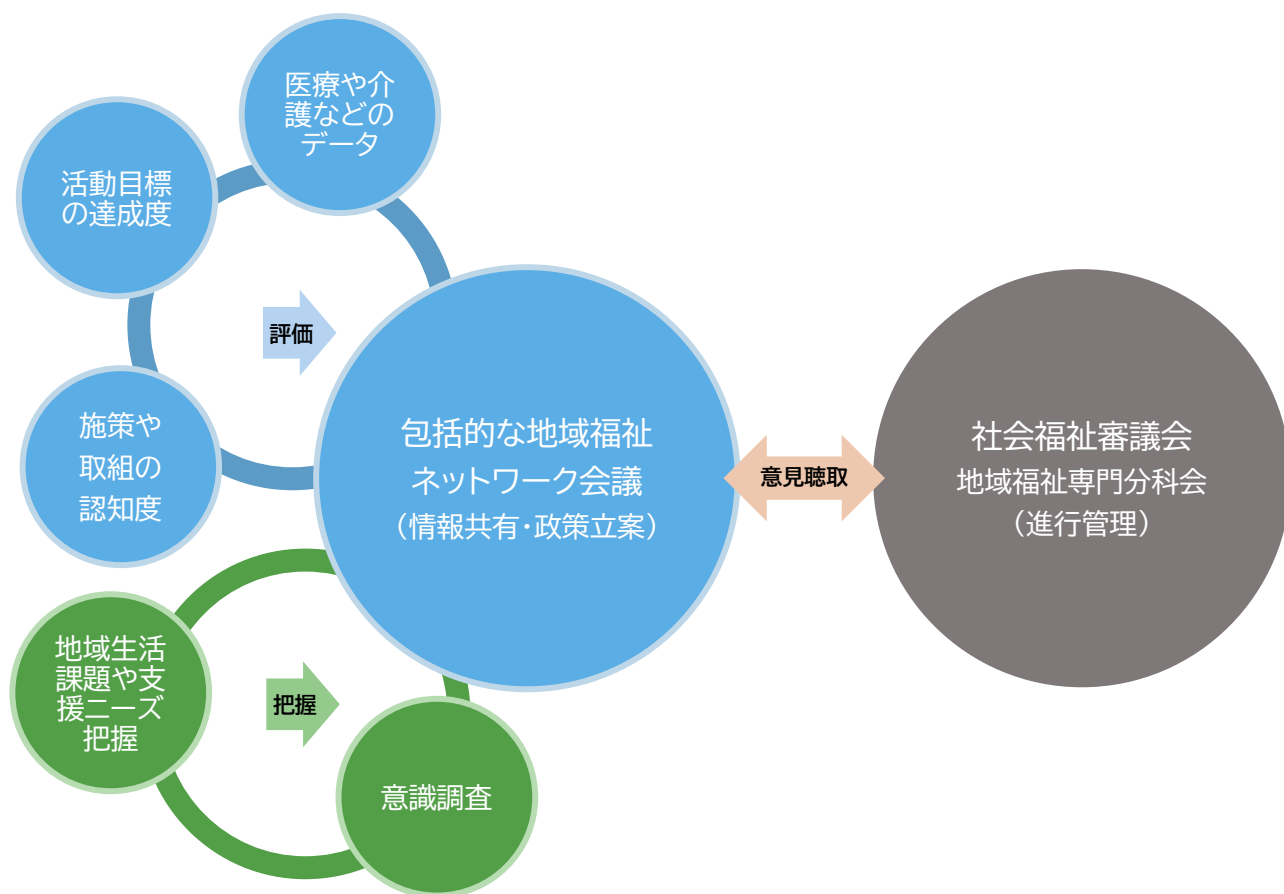 医療や介
護などの
データ
活動目標
の達成度
評価
施策や
取組の
認知度
包括的な地域福祉
ネットワーク会議
（情報共有・政策立案）
意見聴取
社会福祉審議会
地域福祉専門分科会
（進行管理）
地域生活
課題や支
援ニーズ
把握
把握
意識調査